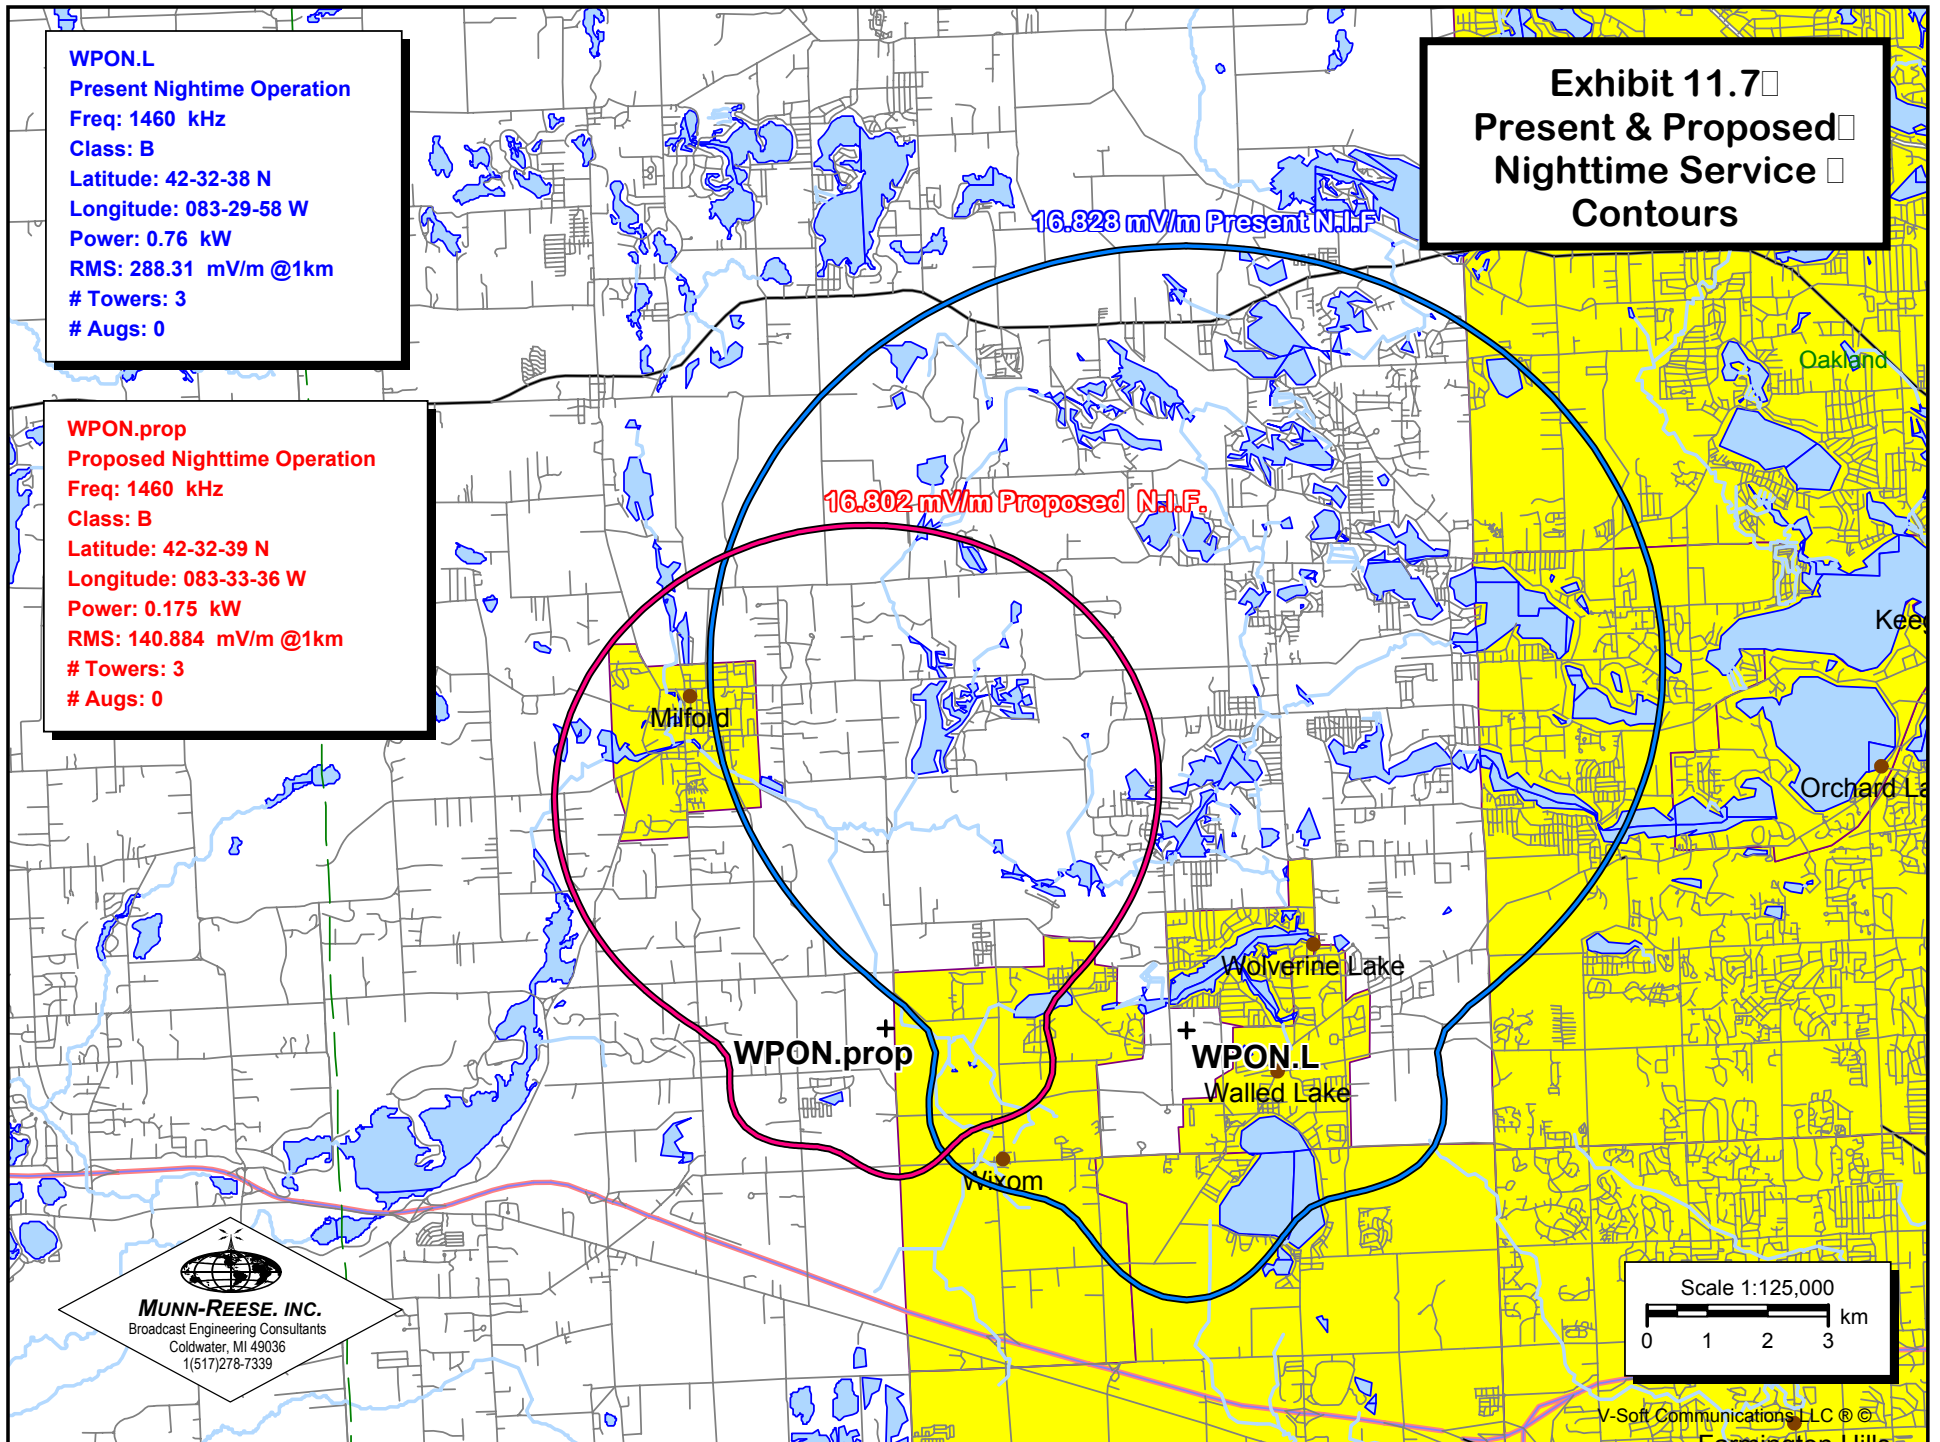 WPON.L
Present Nightime Operation
Freq: 1460 kHz
Class: B
Latitude: 42-32-38 N
Longitude: 083-29-58 W
Power: 0.76 kW
RMS: 288.31 mV/m @1km
# Towers: 3
# Augs: 0
Exhibit 11.7
Present & Proposed
Nighttime Service
Contours
16.828 mV/m Present N.I.F
Oakland
WPON.prop
Proposed Nighttime Operation
Freq: 1460 kHz
Class: B
Latitude: 42-32-39 N
Longitude: 083-33-36 W
Power: 0.175 kW
RMS: 140.884 mV/m @1km
# Towers: 3
# Augs: 0
16.802 mV/m Proposed N.I.F.
Keeg
Milford
Orchard La
Wolverine Lake
WPON.prop
WPON.L
Walled Lake
Wixom
MUNN-REESE, INC.
Broadcast Engineering Consultants
Coldwater, MI 49036
1(517)278-7339
Scale 1:125,000
km
0 1 2 3
V-Soft Communications LLC ® ©
Farmington Hills